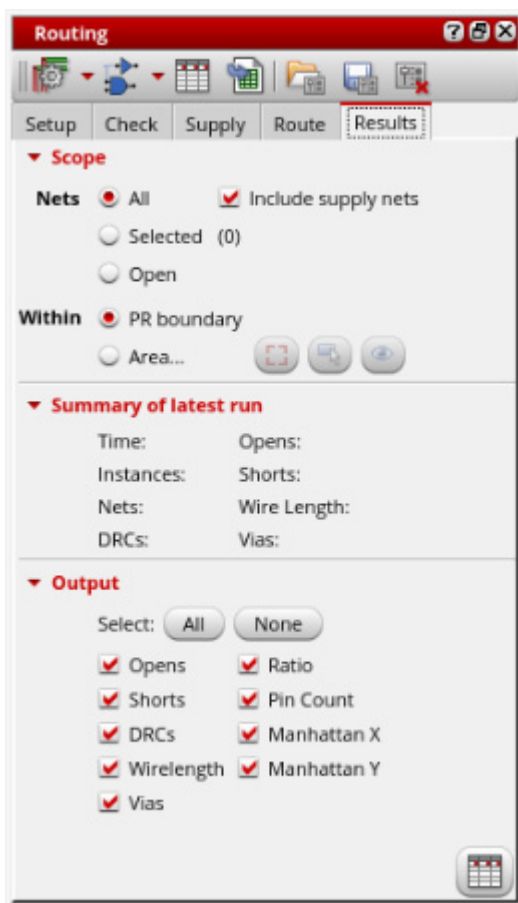 Routing
Setup Check Supply Route Results
Scope
Nets All Include supply nets
Selected (0)
Open
Within PR boundary
Area...
Summary of latest run
Time: Opens:
Instances: Shorts:
Nets: Wire Length:
DRCs: Vias:
Output
Select: All None
Opens Ratio
Shorts Pin Count
DRCs Manhattan X
Wirelength Manhattan Y
Vias